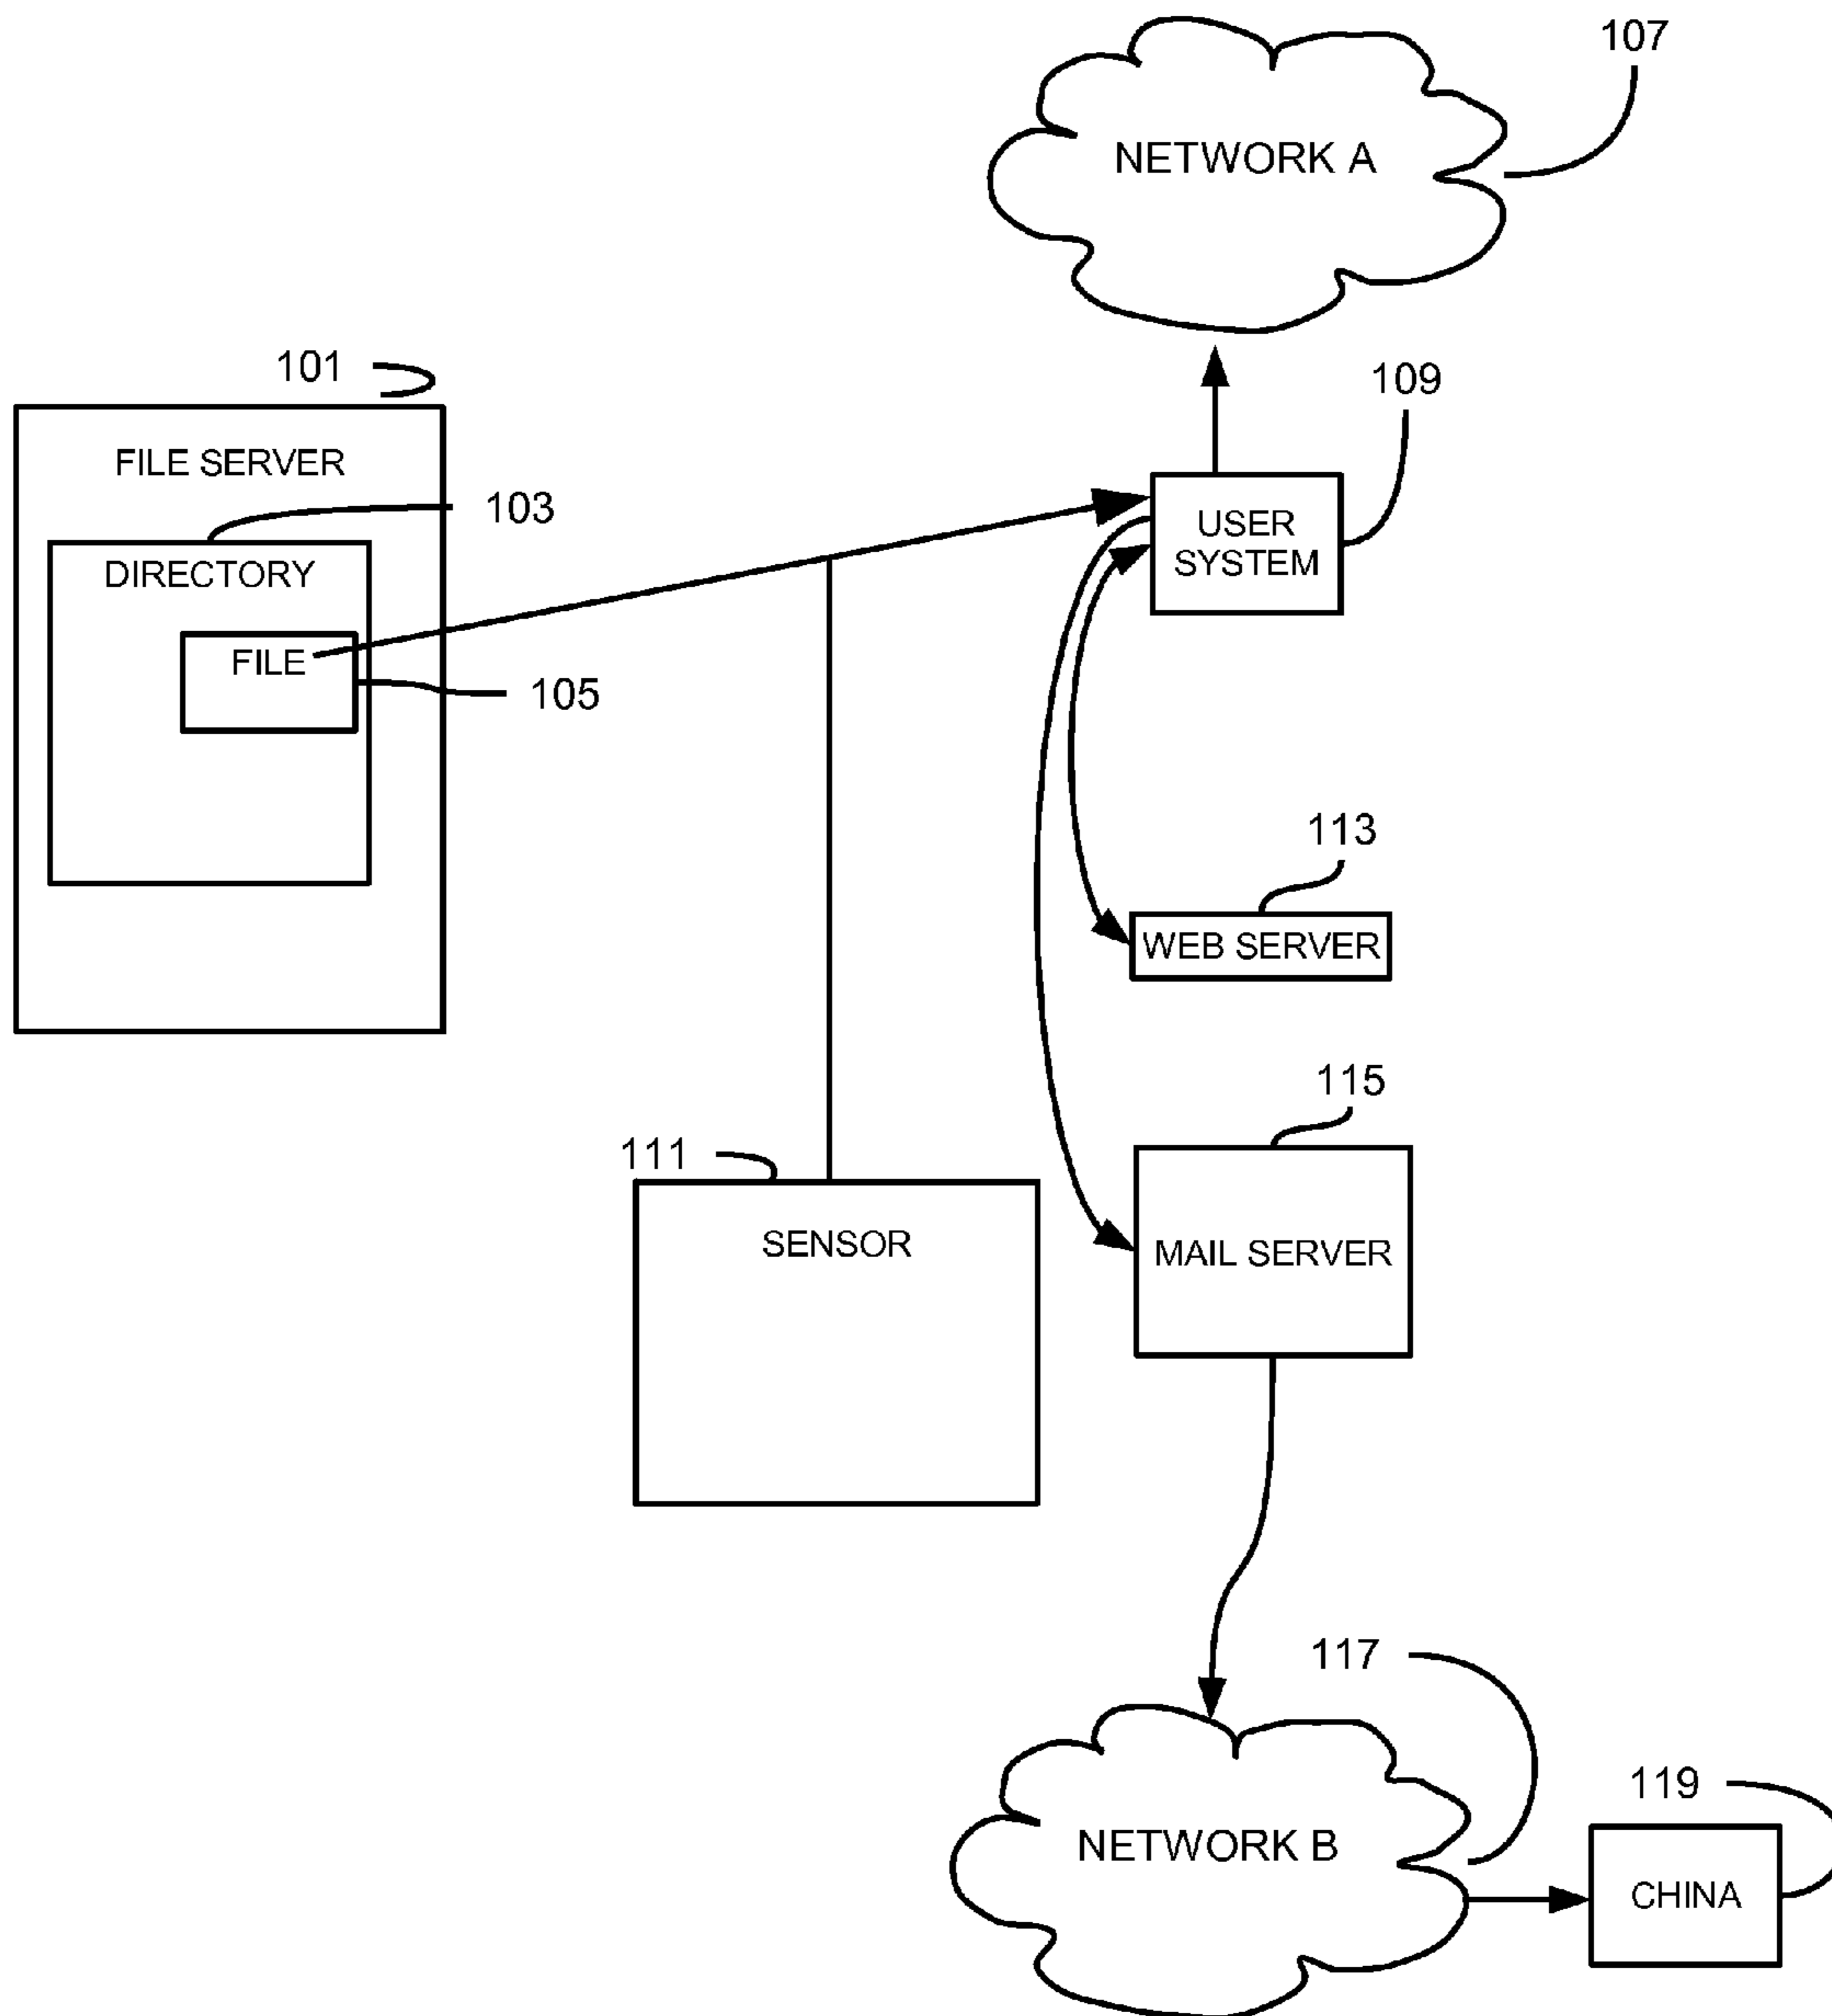 107
NETWORK A
101
109
FILE SERVER
103
USER
SYSTEM
DIRECTORY
FILE
105
113
WEB SERVER
115
111
SENSOR
MAIL SERVER
117
119
NETWORK B
CHINA